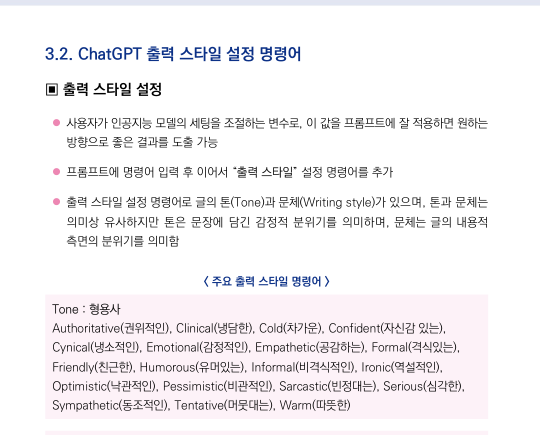 3.2. ChatGPT 출력 스타일 설정 명령어
▣ 출력 스타일 설정
● 사용자가 인공지능 모델의 세팅을 조절하는 변수로, 이 값을 프롬프트에 잘 적용하면 원하는
방향으로 좋은 결과를 도출 가능
● 프롬프트에 명령어 입력 후 이어서 “출력 스타일” 설정 명령어를 추가
● 출력 스타일 설정 명령어로 글의 톤(Tone)과 문체(Writing style)가 있으며, 톤과 문체는
의미상 유사하지만 톤은 문장에 담긴 감정적 분위기를 의미하며, 문체는 글의 내용적
측면의 분위기를 의미함
< 주요 출력 스타일 명령어 >
Tone : 형용사
Authoritative(권위적인), Clinical(냉담한), Cold(차가운), Confident(자신감 있는),
Cynical(냉소적인), Emotional(감정적인), Empathetic(공감하는), Formal(격식있는),
Friendly(친근한), Humorous(유머있는), Informal(비격식적인), Ironic(역설적인),
Optimistic(낙관적인), Pessimistic(비관적인), Sarcastic(빈정대는), Serious(심각한),
Sympathetic(동조적인), Tentative(머뭇대는), Warm(따뜻한)